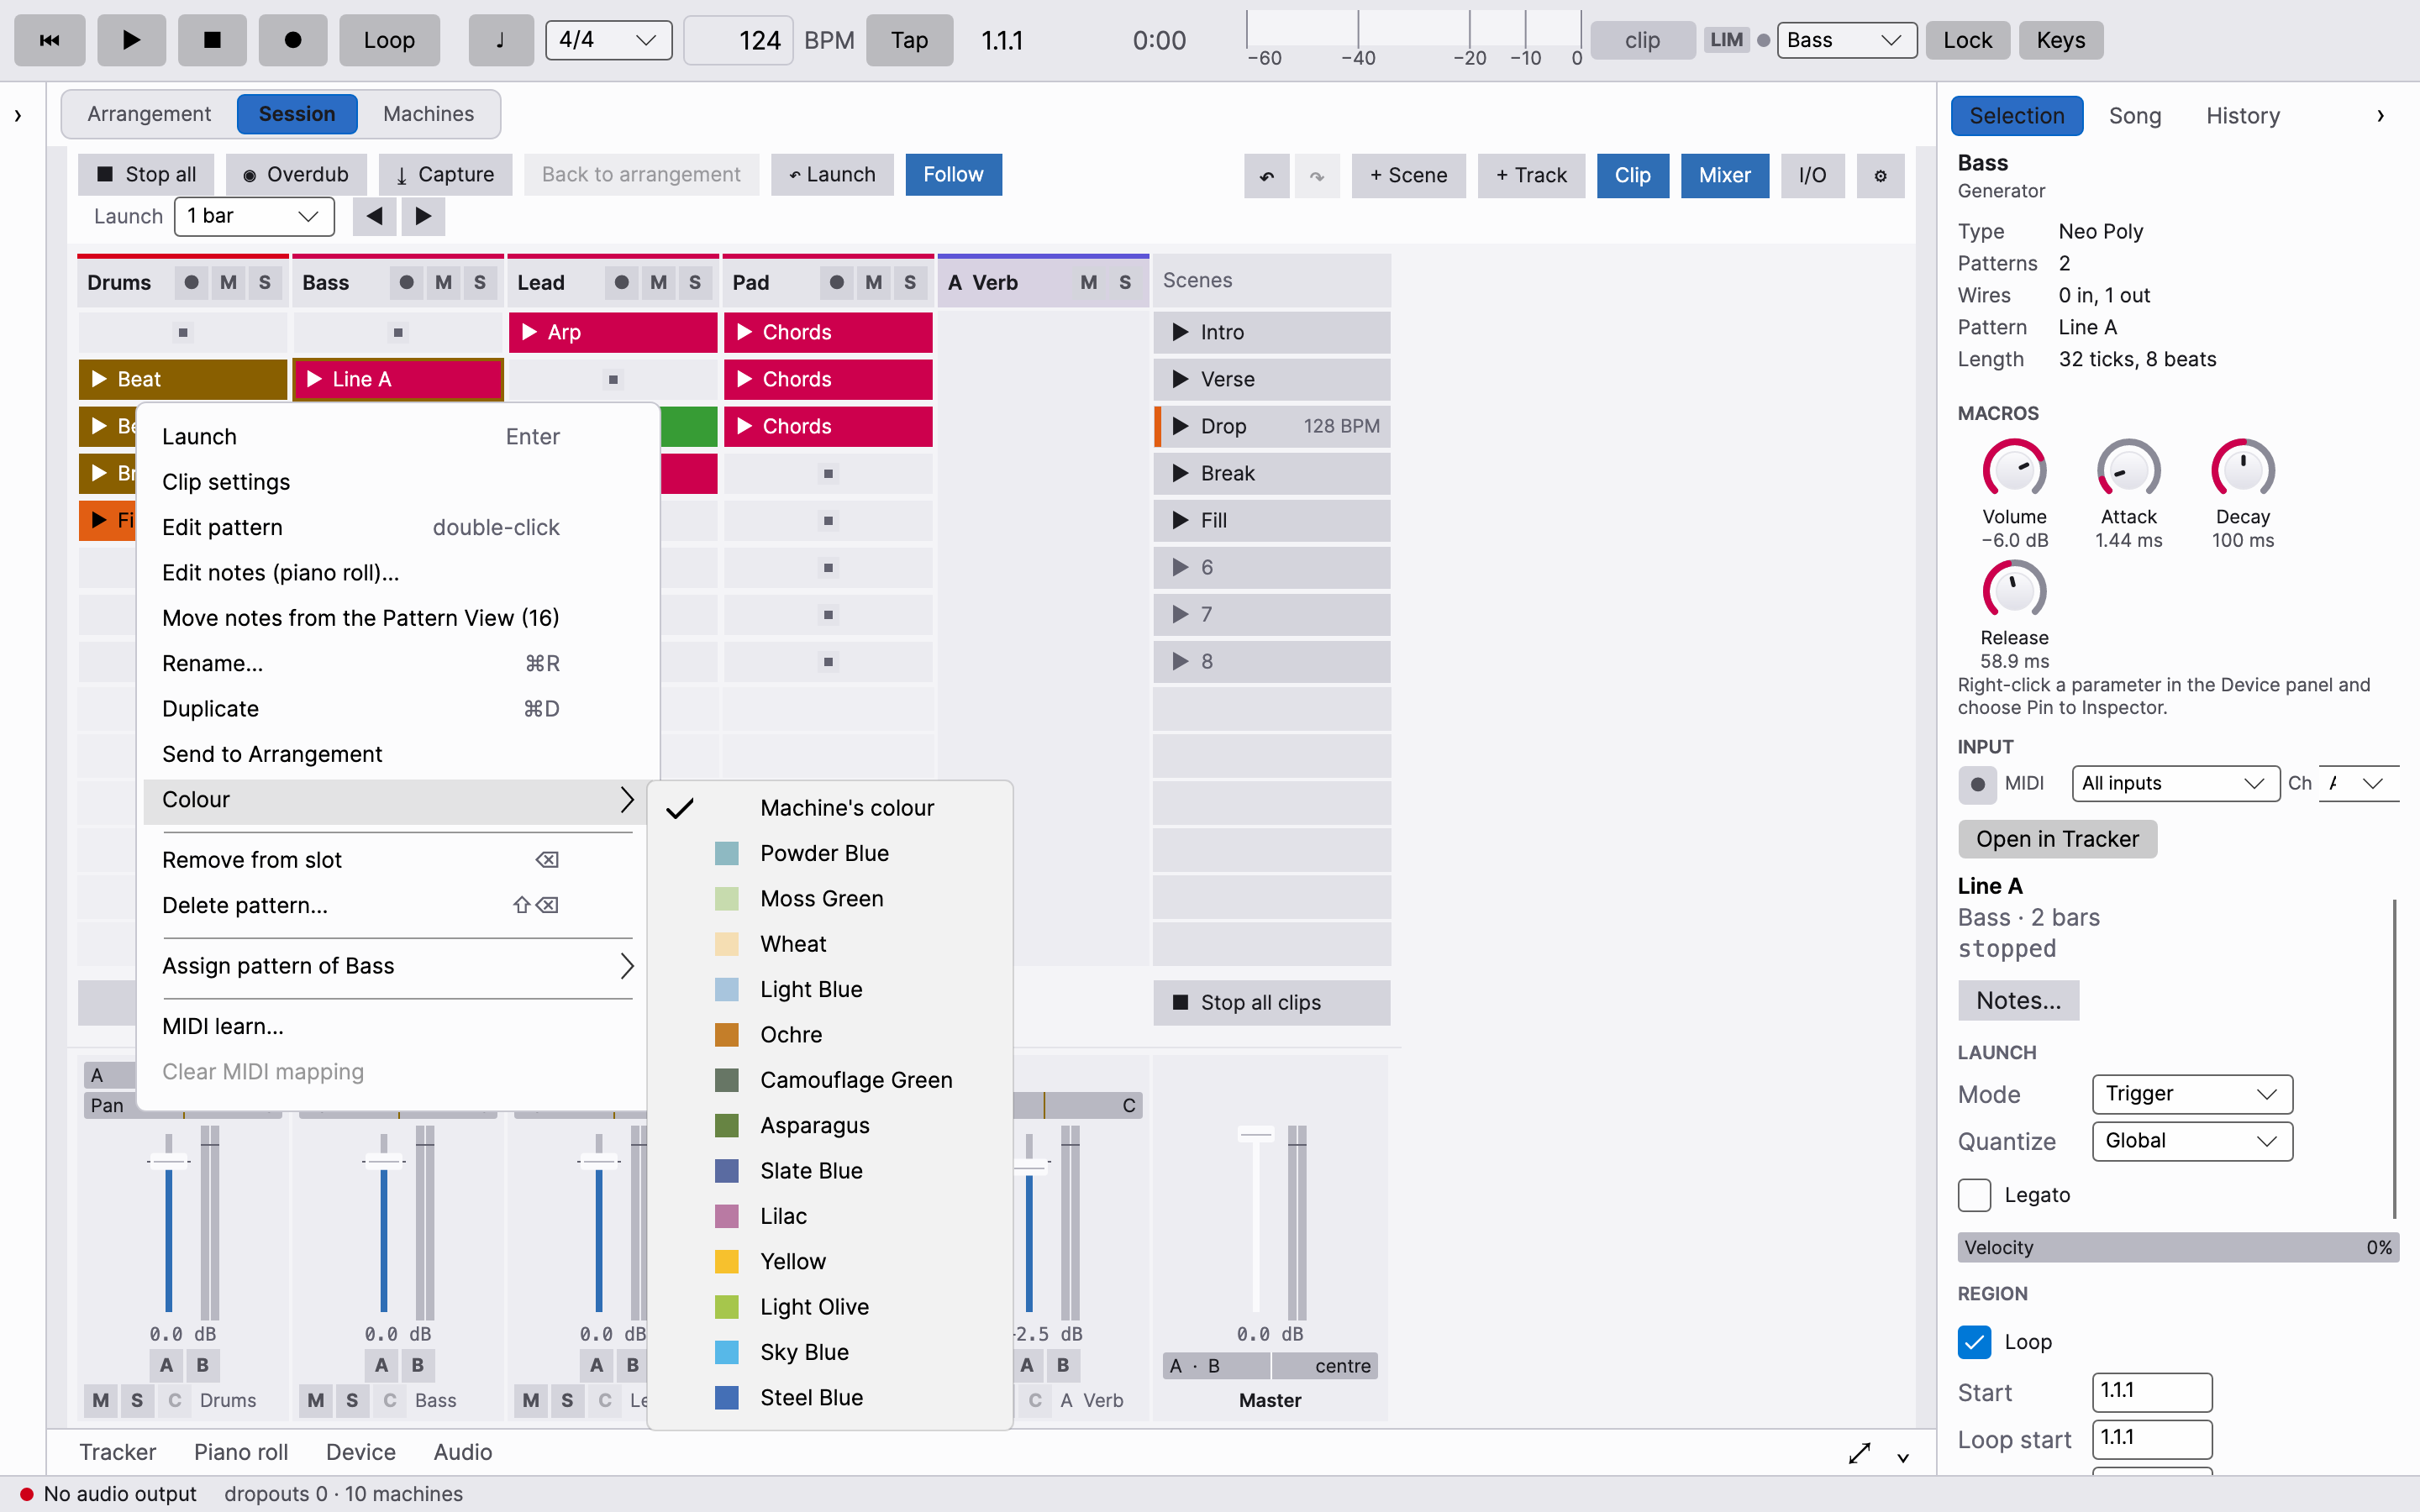 Loop
4/4
124 BPM
Tap
1.1.1
0:00
−60 −40 −20 −10 0
clip
LIM
Bass
Lock
Keys
Arrangement Session Machines
Stop all
Overdub
Capture
Back to arrangement
Launch
Follow
+ Scene
+ Track
Clip
Mixer
I/O
Launch 1 bar
Drums M S
Bass M S
Lead M S
Pad M S
A Verb M S
Scenes
Arp
Chords
Intro
Beat
Line A
Chords
Verse
Be
Chords
Drop 128 BPM
Br
Break
Fi
Fill
6
7
8
Launch Enter
Clip settings
Edit pattern double-click
Edit notes (piano roll)...
Move notes from the Pattern View (16)
Rename... ⌘R
Duplicate ⌘D
Send to Arrangement
Colour
Remove from slot ⌫
Delete pattern... ⇧⌫
Assign pattern of Bass
MIDI learn...
Clear MIDI mapping
Machine's colour
Powder Blue
Moss Green
Wheat
Light Blue
Ochre
Camouflage Green
Asparagus
Slate Blue
Lilac
Yellow
Light Olive
Sky Blue
Steel Blue
Stop all clips
A
Pan
C
0.0 dB
0.0 dB
0.0 dB
-2.5 dB
0.0 dB
A B
A B
A B
A B
A · B centre
M S C Drums
M S C Bass
M S C Le
C A Verb
Master
Tracker Piano roll Device Audio
No audio output dropouts 0 · 10 machines
Selection Song History
Bass
Generator
Type Neo Poly
Patterns 2
Wires 0 in, 1 out
Pattern Line A
Length 32 ticks, 8 beats
MACROS
Volume Attack Decay
−6.0 dB 1.44 ms 100 ms
Release
58.9 ms
Right-click a parameter in the Device panel and
choose Pin to Inspector.
INPUT
MIDI All inputs Ch
Open in Tracker
Line A
Bass · 2 bars
stopped
Notes...
LAUNCH
Mode Trigger
Quantize Global
Legato
Velocity 0%
REGION
Loop
Start 1.1.1
Loop start 1.1.1